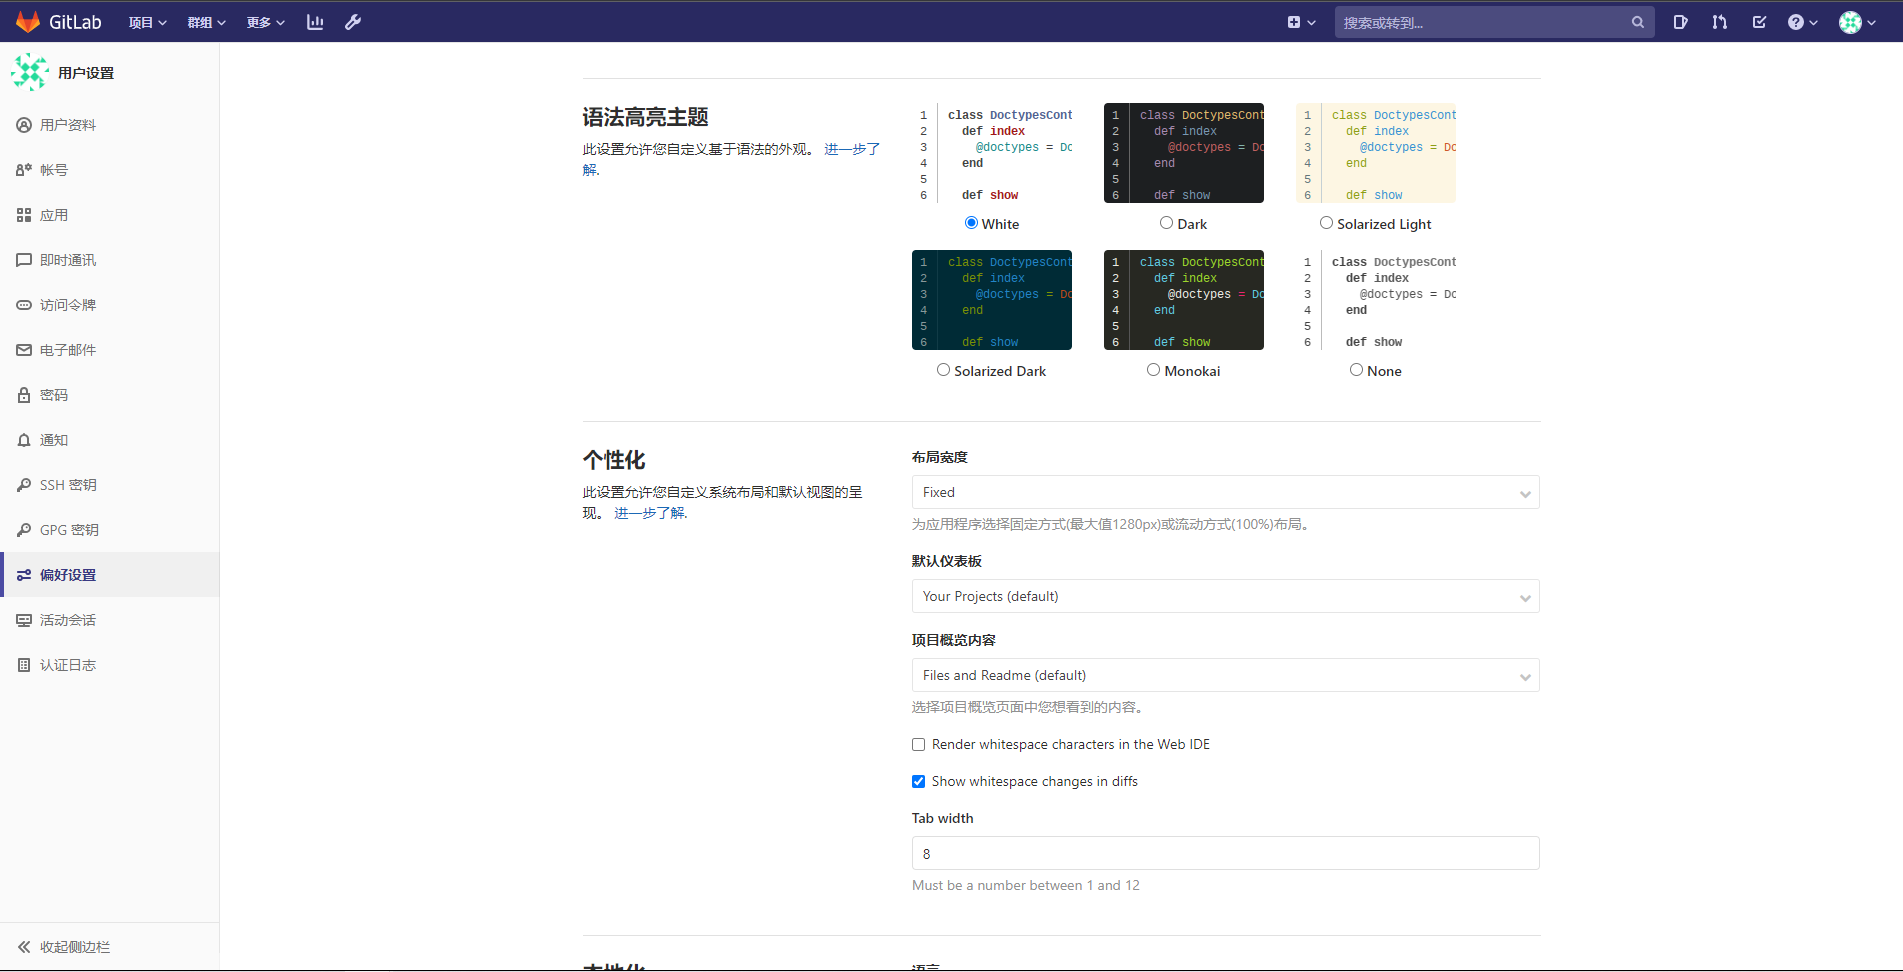 GitLab 项目 群组 更多 搜索或转到...
用户设置
用户资料
帐号
应用
即时通讯
访问令牌
电子邮件
密码
通知
SSH 密钥
GPG 密钥
偏好设置
活动会话
认证日志
收起侧边栏
语法高亮主题
此设置允许您自定义基于语法的外观。 进一步了
解.
1 class DoctypesCont
2 def index
3 @doctypes = Dc
4 end
5
6 def show
White
1 class DoctypesCont
2 def index
3 @doctypes = Dc
4 end
5
6 def show
Dark
1 class DoctypesCont
2 def index
3 @doctypes = Dc
4 end
5
6 def show
Solarized Light
1 class DoctypesCont
2 def index
3 @doctypes = Dc
4 end
5
6 def show
Solarized Dark
1 class DoctypesCont
2 def index
3 @doctypes = Dc
4 end
5
6 def show
Monokai
1 class DoctypesCont
2 def index
3 @doctypes = Dc
4 end
5
6 def show
None
个性化
此设置允许您自定义系统布局和默认视图的呈
现。 进一步了解.
布局宽度
Fixed
为应用程序选择固定方式(最大值1280px)或流动方式(100%)布局。
默认仪表板
Your Projects (default)
项目概览内容
Files and Readme (default)
选择项目概览页面中您想看到的内容。
Render whitespace characters in the Web IDE
Show whitespace changes in diffs
Tab width
8
Must be a number between 1 and 12
本性化
语言